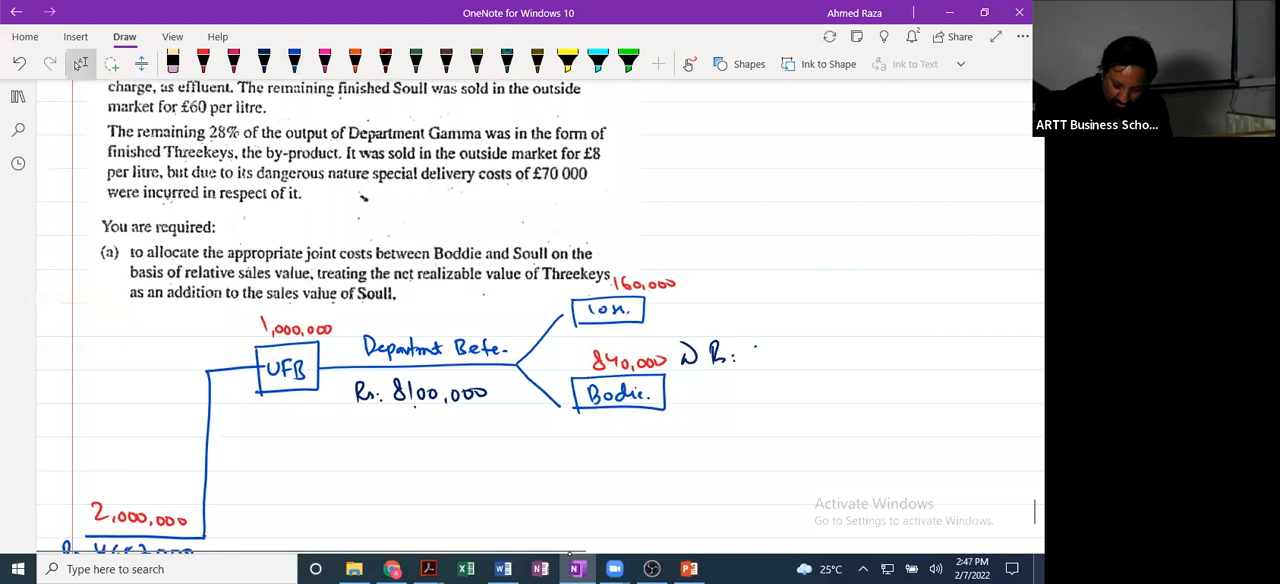 OneNote for Windows 10
Ahmed Raza
Home Insert Draw View Help
Share
Shapes Ink to Shape Ink to Text
ARTT Business Scho...
charge, as effluent. The remaining finished Soull was sold in the outside
market for £60 per litre.
The remaining 28% of the output of Department Gamma was in the form of
finished Threekeys, the by-product. It was sold in the outside market for £8
per litre, but due to its dangerous nature special delivery costs of £70 000
were incurred in respect of it.
You are required:
(a) to allocate the appropriate joint costs between Boddie and Soull on the
basis of relative sales value, treating the net realizable value of Threekeys
as an addition to the sales value of Soull,
160,000
1,000,000
Department Beta.
UFB
Rs: 8100,000
840,000
Bodie.
2,000,000
Activate Windows
Go to Settings to activate Windows.
Type here to search
25°C
2:47 PM
2/7/2022